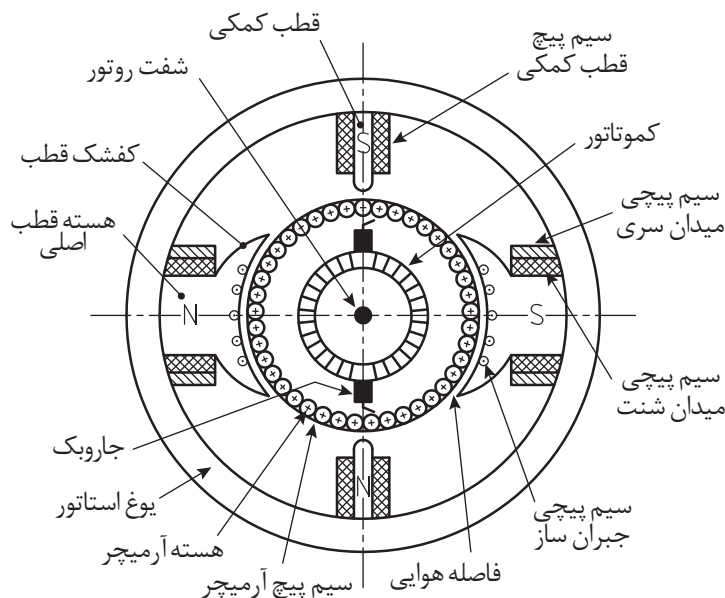 قطب کمکی
سیم پیچ
قطب کمکی
شفت روتور
کموتاتور
کفشک قطب
سیم پیچی
میدان سری
هسته قطب
اصلی
S
N
S
N
سیم پیچی
میدان شنت
جاروبک
یوغ استاتور
سیم پیچی
جبران ساز
هسته آرمیچر
فاصله هوایی
سیم پیچ آرمیچر